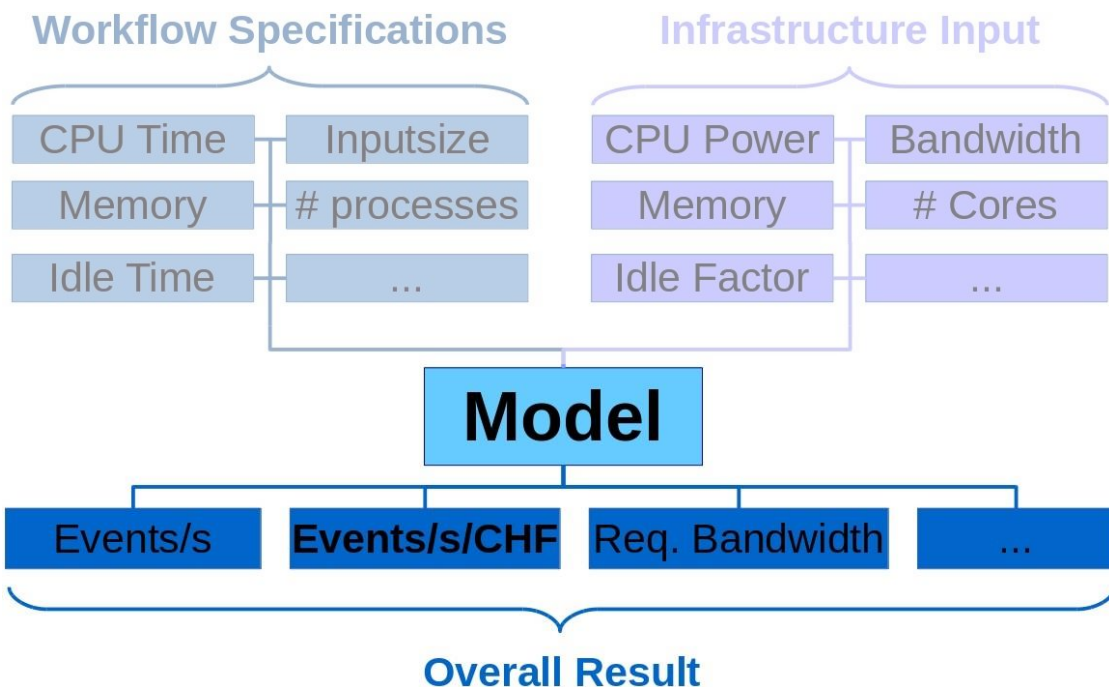 Workflow Specifications
Infrastructure Input
CPU Time
Inputsize
CPU Power
Bandwidth
Memory
# processes
Memory
# Cores
Idle Time
...
Idle Factor
...
Model
Events/s
Events/s/CHF
Req. Bandwidth
...
Overall Result